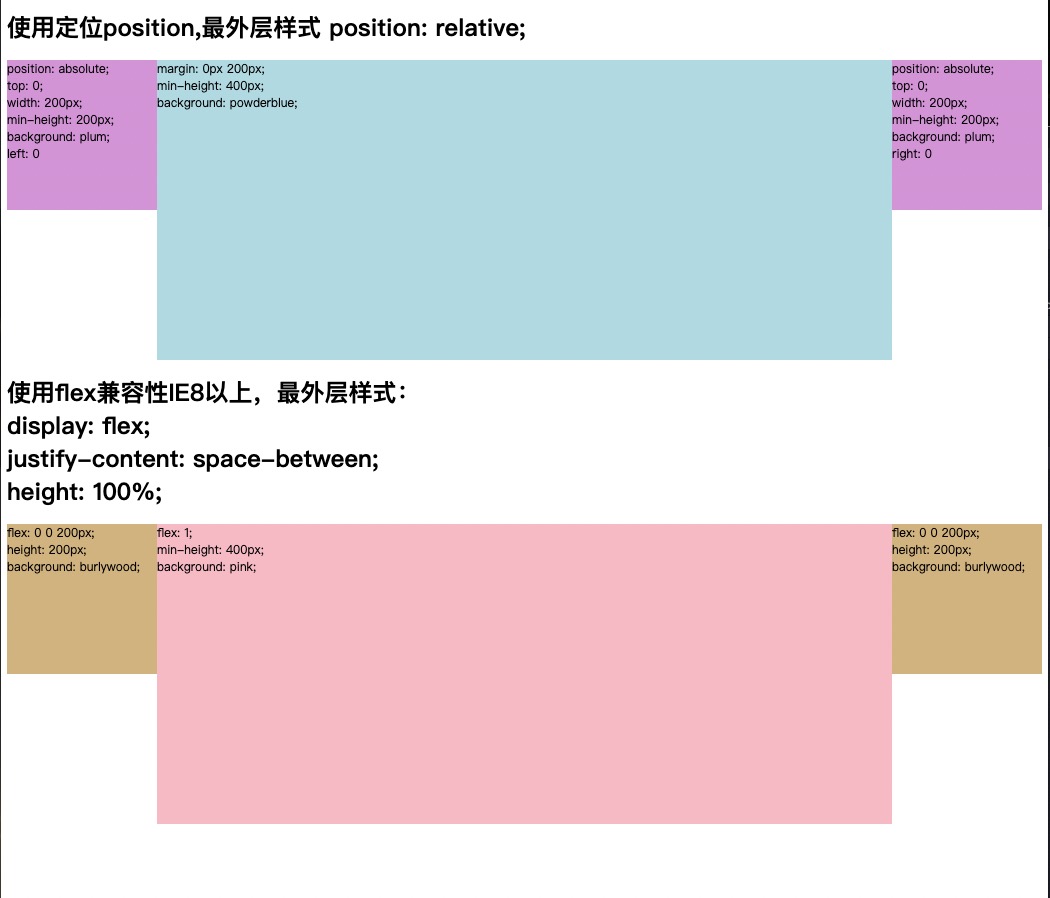 使用定位position,最外层样式 position: relative;
position: absolute;
top: 0;
width: 200px;
min-height: 200px;
background: plum;
left: 0
margin: 0px 200px;
min-height: 400px;
background: powderblue;
position: absolute;
top: 0;
width: 200px;
min-height: 200px;
background: plum;
right: 0
使用flex兼容性IE8以上，最外层样式：
display: flex;
justify-content: space-between;
height: 100%;
flex: 0 0 200px;
height: 200px;
background: burlywood;
flex: 1;
min-height: 400px;
background: pink;
flex: 0 0 200px;
height: 200px;
background: burlywood;